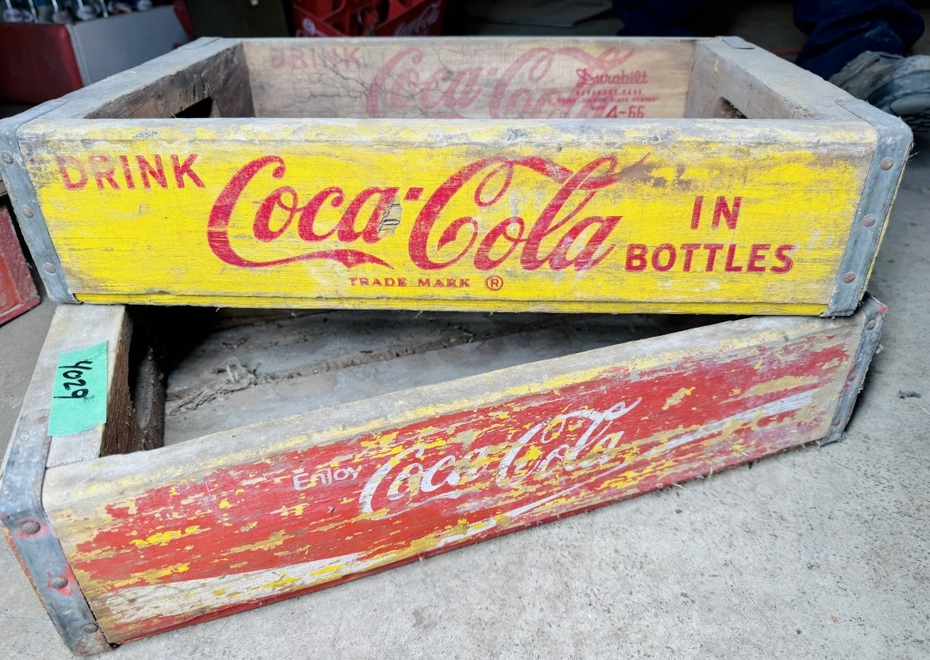 DRINK Coca-Cola
Durabilt
4-66
DRINK Coca-Cola IN BOTTLES
TRADE MARK ®
4029
Enjoy Coca-Cola